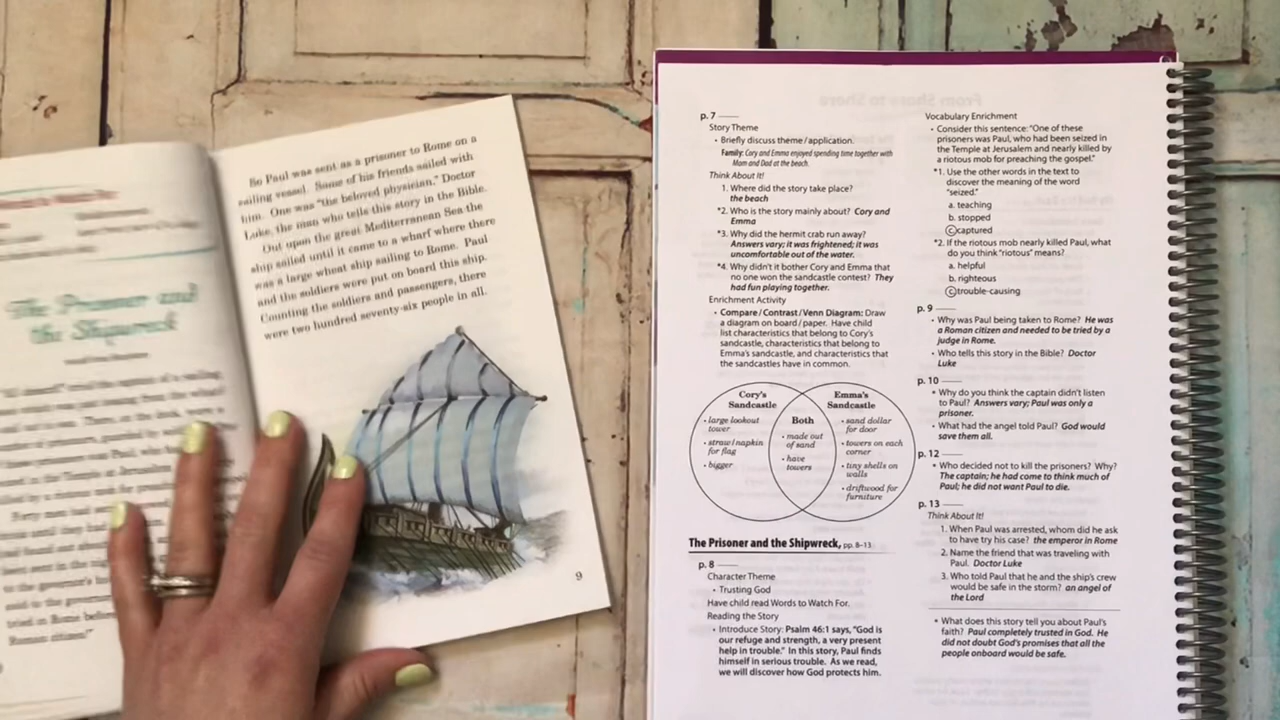 The Prisoner and
the Shipwreck
Roman citizen!"
So Paul was sent as a prisoner to Rome on a
sailing vessel. Some of his friends sailed with
him. One was "the beloved physician," Doctor
Luke, the man who tells this story in the Bible.
Out upon the great Mediterranean Sea the
ship sailed until it came to a wharf where there
was a large wheat ship sailing to Rome. Paul
and the soldiers were put on board this ship.
Counting the soldiers and passengers, there
were two hundred seventy-six people in all.
9
p. 7
Story Theme
• Briefly discuss theme/application.
Family: Cory and Emma enjoyed spending time together with
Mom and Dad at the beach.
Think About It!
1. Where did the story take place?
the beach
*2. Who is the story mainly about? Cory and
Emma
*3. Why did the hermit crab run away?
Answers vary; it was frightened; it was
uncomfortable out of the water.
*4. Why didn't it bother Cory and Emma that
no one won the sandcastle contest? They
had fun playing together.
Enrichment Activity
• Compare/Contrast/Venn Diagram: Draw
a diagram on board/paper. Have child
list characteristics that belong to Cory's
sandcastle, characteristics that belong to
Emma's sandcastle, and characteristics that
the sandcastles have in common.
Cory's
Sandcastle
• large lookout
tower
• straw/napkin
for flag
• bigger
Both
• made out
of sand
• have
towers
Emma's
Sandcastle
• sand dollar
for door
• towers on each
corner
• tiny shells on
walls
• driftwood for
furniture
The Prisoner and the Shipwreck, pp. 8–13
p. 8
Character Theme
• Trusting God
Have child read Words to Watch For.
Reading the Story
• Introduce Story: Psalm 46:1 says, "God is
our refuge and strength, a very present
help in trouble." In this story, Paul finds
himself in serious trouble. As we read,
we will discover how God protects him.
Vocabulary Enrichment
• Consider this sentence: "One of these
prisoners was Paul, who had been seized in
the Temple at Jerusalem and nearly killed by
a riotous mob for preaching the gospel."
*1. Use the other words in the text to
discover the meaning of the word
"seized."
a. teaching
b. stopped
c. captured
*2. If the riotous mob nearly killed Paul, what
do you think "riotous" means?
a. helpful
b. righteous
c. trouble-causing
p. 9
• Why was Paul being taken to Rome? He was
a Roman citizen and needed to be tried by a
judge in Rome.
• Who tells this story in the Bible? Doctor
Luke
p. 10
• Why do you think the captain didn't listen
to Paul? Answers vary; Paul was only a
prisoner.
• What had the angel told Paul? God would
save them all.
p. 12
• Who decided not to kill the prisoners? Why?
The captain; he had come to think much of
Paul; he did not want Paul to die.
p. 13
Think About It!
1. When Paul was arrested, whom did he ask
to have try his case? the emperor in Rome
2. Name the friend that was traveling with
Paul. Doctor Luke
3. Who told Paul that he and the ship's crew
would be safe in the storm? an angel of
the Lord
• What does this story tell you about Paul's
faith? Paul completely trusted in God. He
did not doubt God's promises that all the
people onboard would be safe.